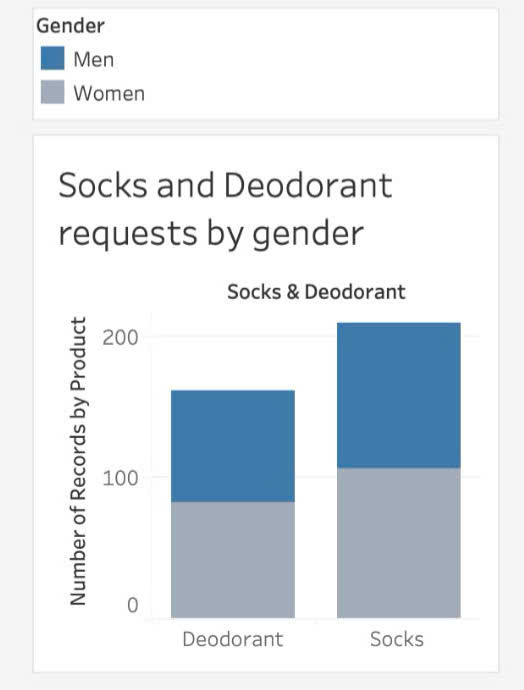 Gender
Men
Women
Socks and Deodorant
requests by gender
Socks & Deodorant
Number of Records by Product
200
100
0
Deodorant
Socks